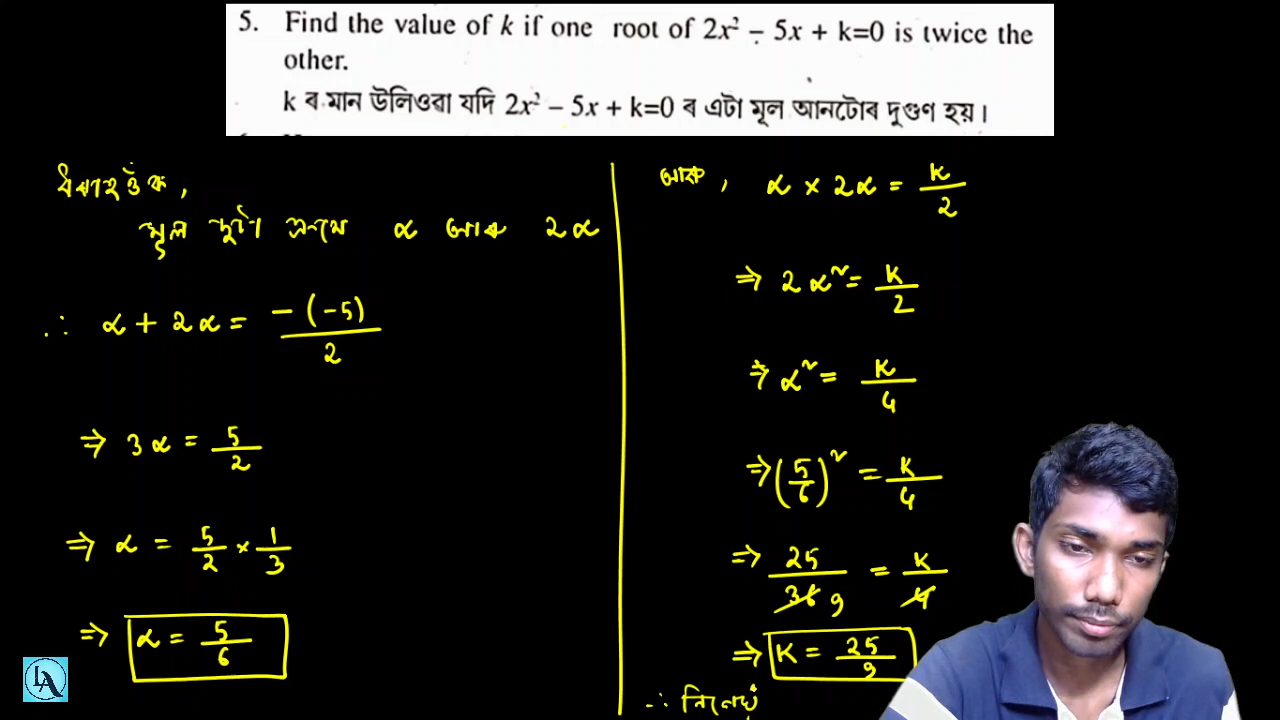 5. Find the value of k if one root of 2x² – 5x + k=0 is twice the
other.
k ৰ মান উলিওৱা যদি 2x² – 5x + k=0 ৰ এটা মূল আনটোৰ দুগুণ হয়।
ধৰাহওঁক,
মূল দুটা ক্ৰমে α আৰু 2α
∴ α + 2α = -(-5)/2
⇒ 3α = 5/2
⇒ α = 5/2 × 1/3
⇒ α = 5/6
আৰু, α × 2α = k/2
⇒ 2α² = k/2
⇒ α² = k/4
⇒ (5/6)² = k/4
⇒ 25/36 9 = k/4
⇒ k = 25/9
∴ নিৰ্ণেয়
LA